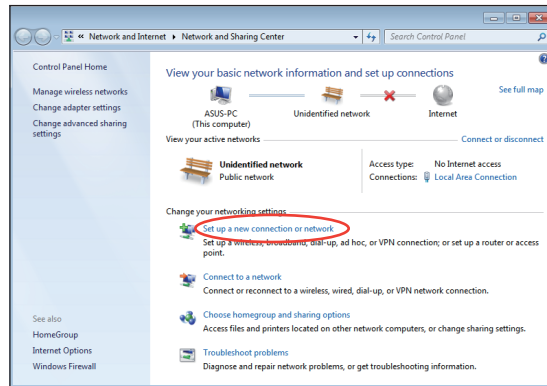 « Network and Internet ▸ Network and Sharing Center
Search Control Panel
Control Panel Home
Manage wireless networks
Change adapter settings
Change advanced sharing
settings
See also
HomeGroup
Internet Options
Windows Firewall
View your basic network information and set up connections
See full map
ASUS-PC
(This computer)
Unidentified network
Internet
View your active networks
Connect or disconnect
Unidentified network
Public network
Access type: No Internet access
Connections: Local Area Connection
Change your networking settings
Set up a new connection or network
Set up a wireless, broadband, dial-up, ad hoc, or VPN connection; or set up a router or access
point.
Connect to a network
Connect or reconnect to a wireless, wired, dial-up, or VPN network connection.
Choose homegroup and sharing options
Access files and printers located on other network computers, or change sharing settings.
Troubleshoot problems
Diagnose and repair network problems, or get troubleshooting information.